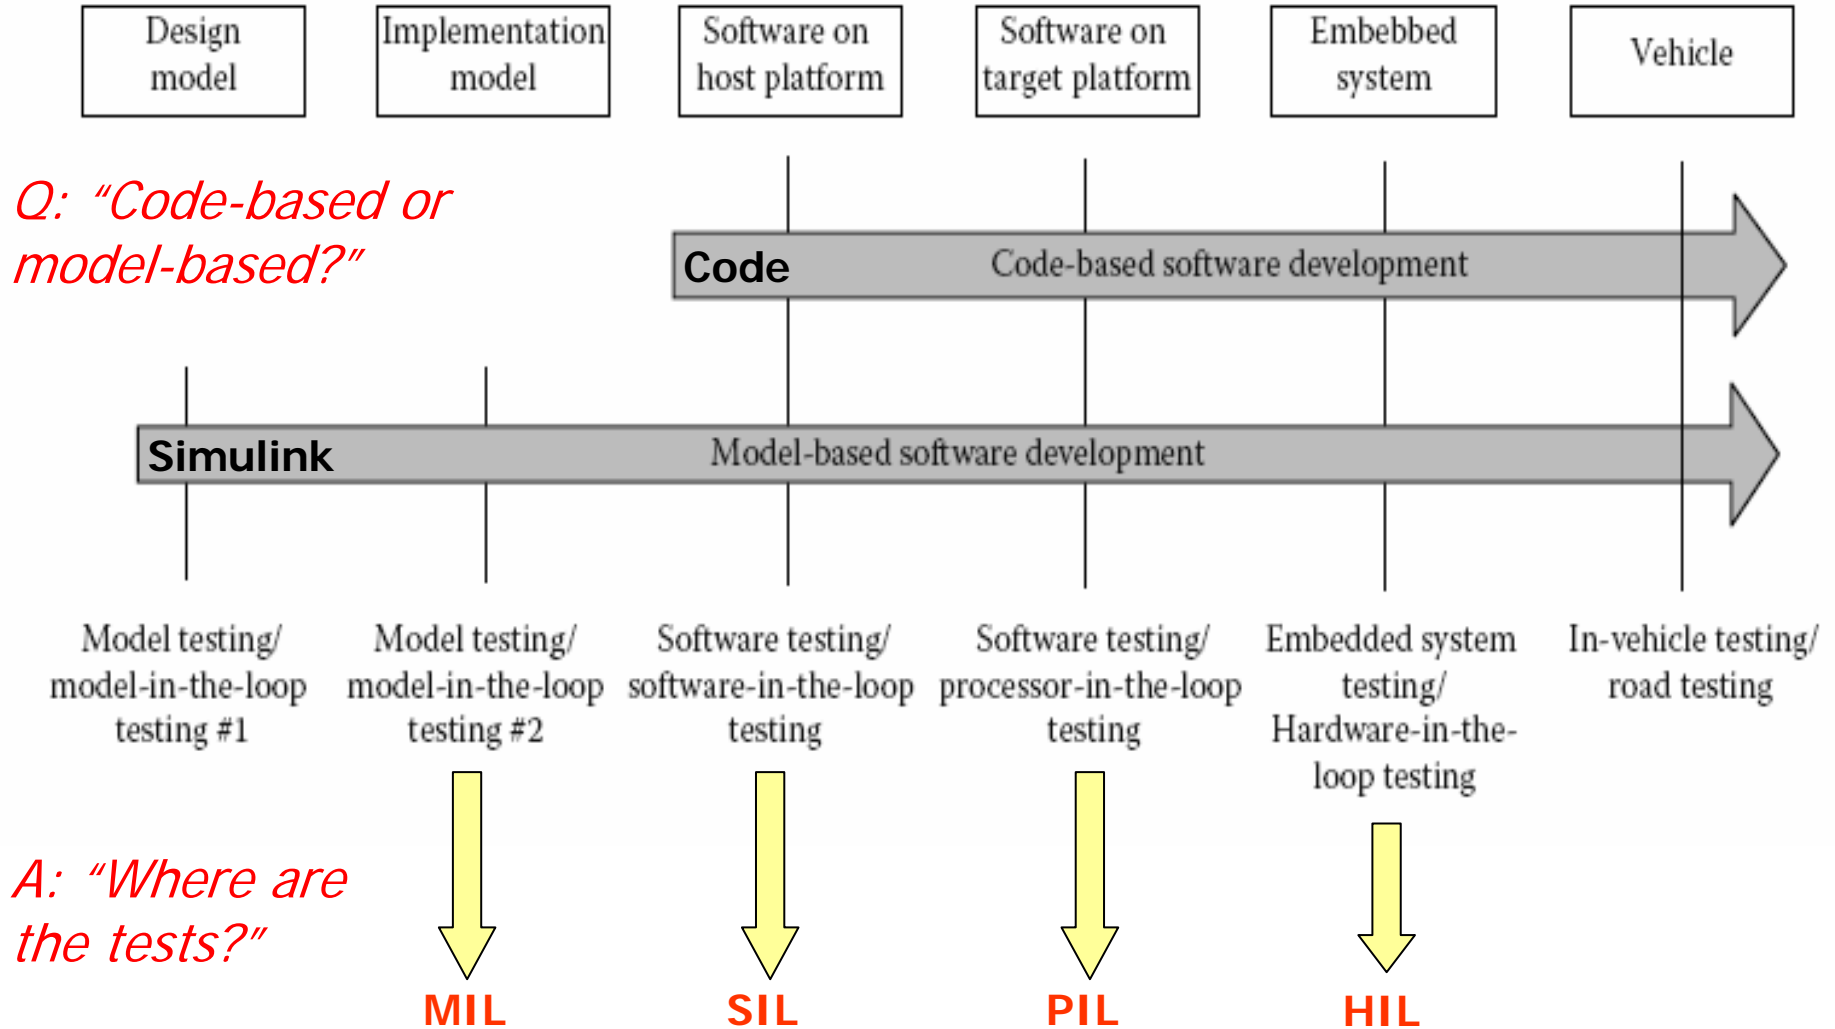 Design
model
Implementation
model
Software on
host platform
Software on
target platform
Embebbed
system
Vehicle
Q: “Code-based or
model-based?”
Code
Code-based software development
Simulink
Model-based software development
Model testing/
model-in-the-loop
testing #1
Model testing/
model-in-the-loop
testing #2
Software testing/
software-in-the-loop
testing
Software testing/
processor-in-the-loop
testing
Embedded system
testing/
Hardware-in-the-
loop testing
In-vehicle testing/
road testing
A: “Where are
the tests?”
MIL
SIL
PIL
HIL